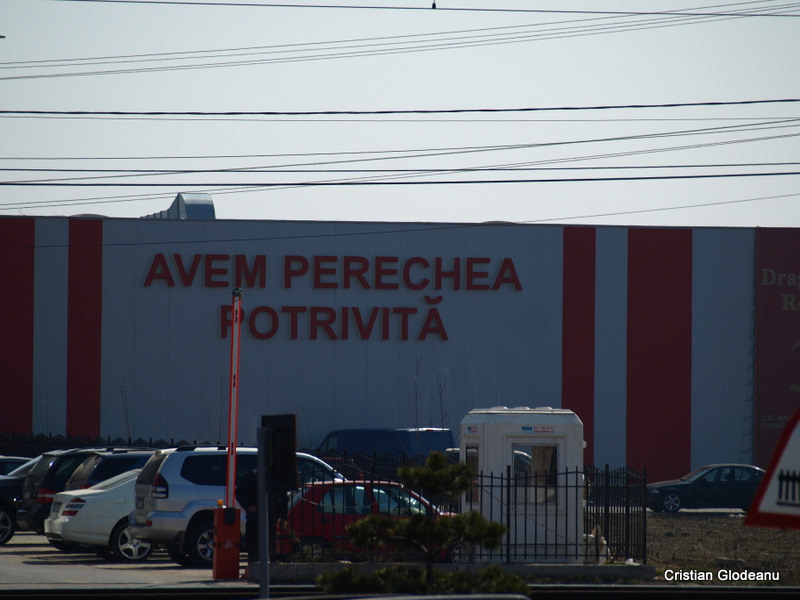 AVEM PERECHEA
POTRIVITĂ
Cristian Glodeanu